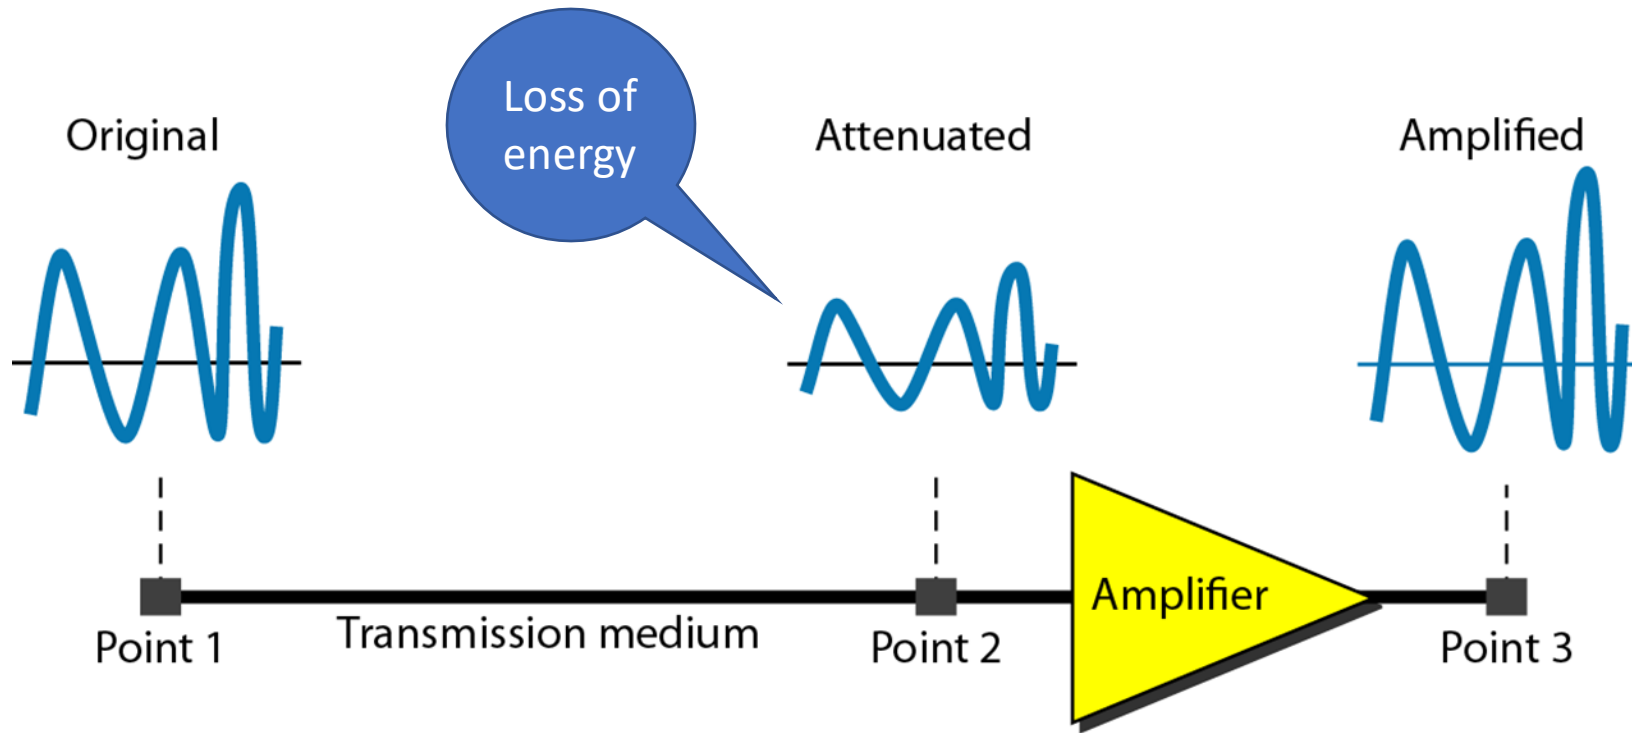 Loss of
energy
Original
Attenuated
Amplified
Amplifier
Transmission medium
Point 1
Point 2
Point 3